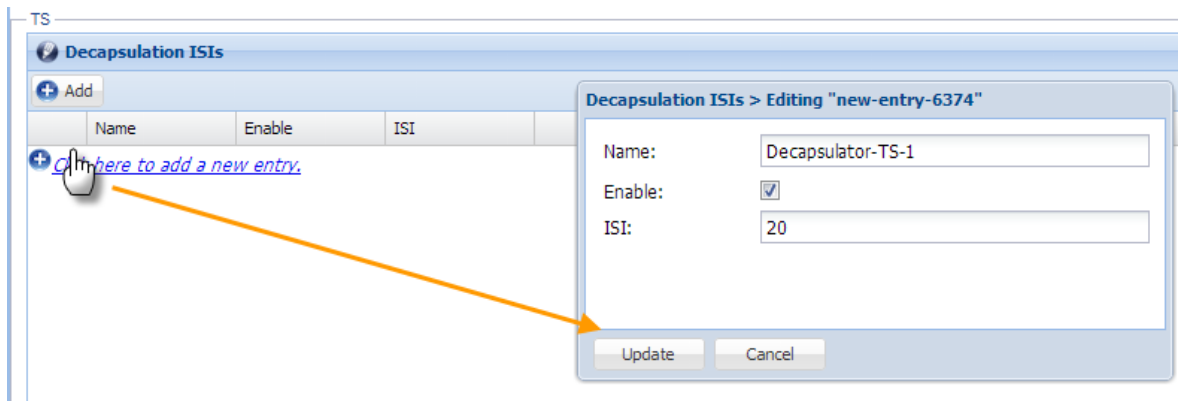 TS
Decapsulation ISIs
Add
Name Enable ISI
here to add a new entry.
Decapsulation ISIs > Editing "new-entry-6374"
Name: Decapsulator-TS-1
Enable:
ISI: 20
Update Cancel